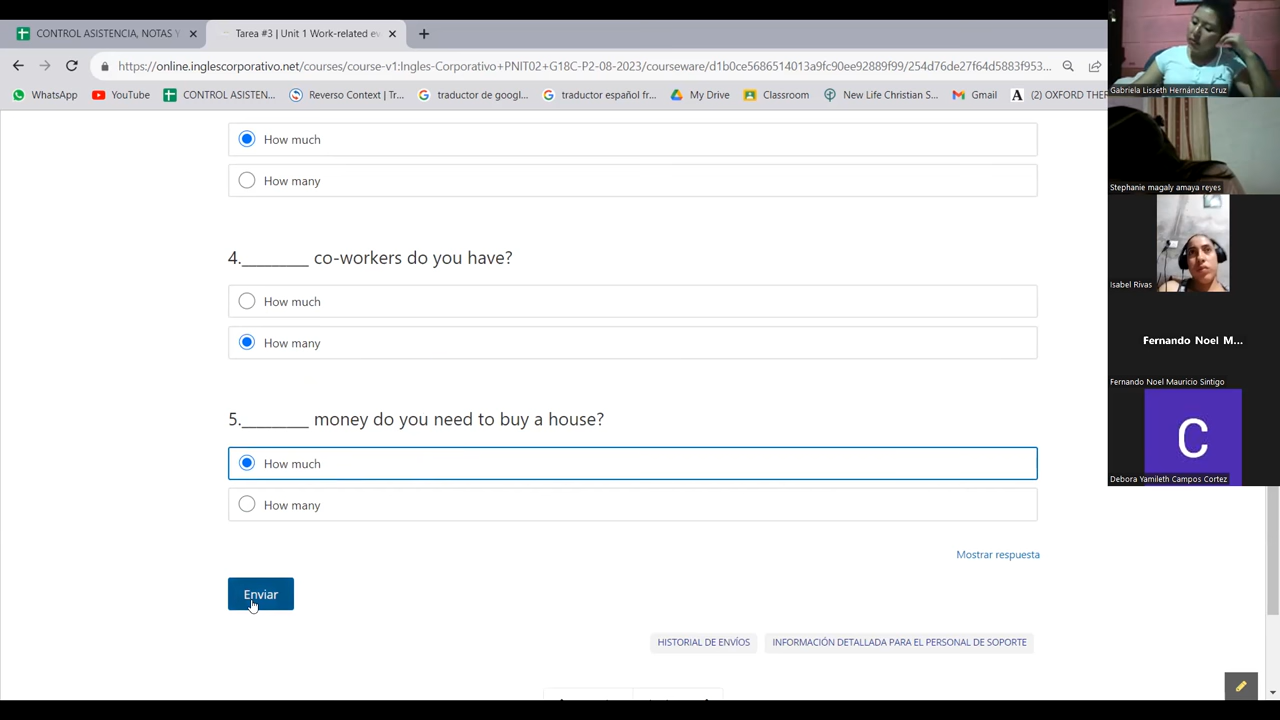 CONTROL ASISTENCIA, NOTAS Y
Tarea #3 | Unit 1 Work-related ev
https://online.inglescorporativo.net/courses/course-v1:Ingles-Corporativo+PNIT02+G18C-P2-08-2023/courseware/d1b0ce5686514013a9fc90ee92889f99/254d76de27f64d5883f953...
WhatsApp
YouTube
CONTROL ASISTEN...
Reverso Context | Tr...
traductor de google...
traductor español fr...
My Drive
Classroom
New Life Christian S...
Gmail
(2) OXFORD THE
How much
How many
4.________ co-workers do you have?
How much
How many
5.________ money do you need to buy a house?
How much
How many
Mostrar respuesta
Enviar
HISTORIAL DE ENVÍOS
INFORMACIÓN DETALLADA PARA EL PERSONAL DE SOPORTE
Gabriela Lisseth Hernández Cruz
Stephanie magaly amaya reyes
Isabel Rivas
Fernando Noel M...
Fernando Noel Mauricio Sintigo
C
Debora Yamileth Campos Cortez